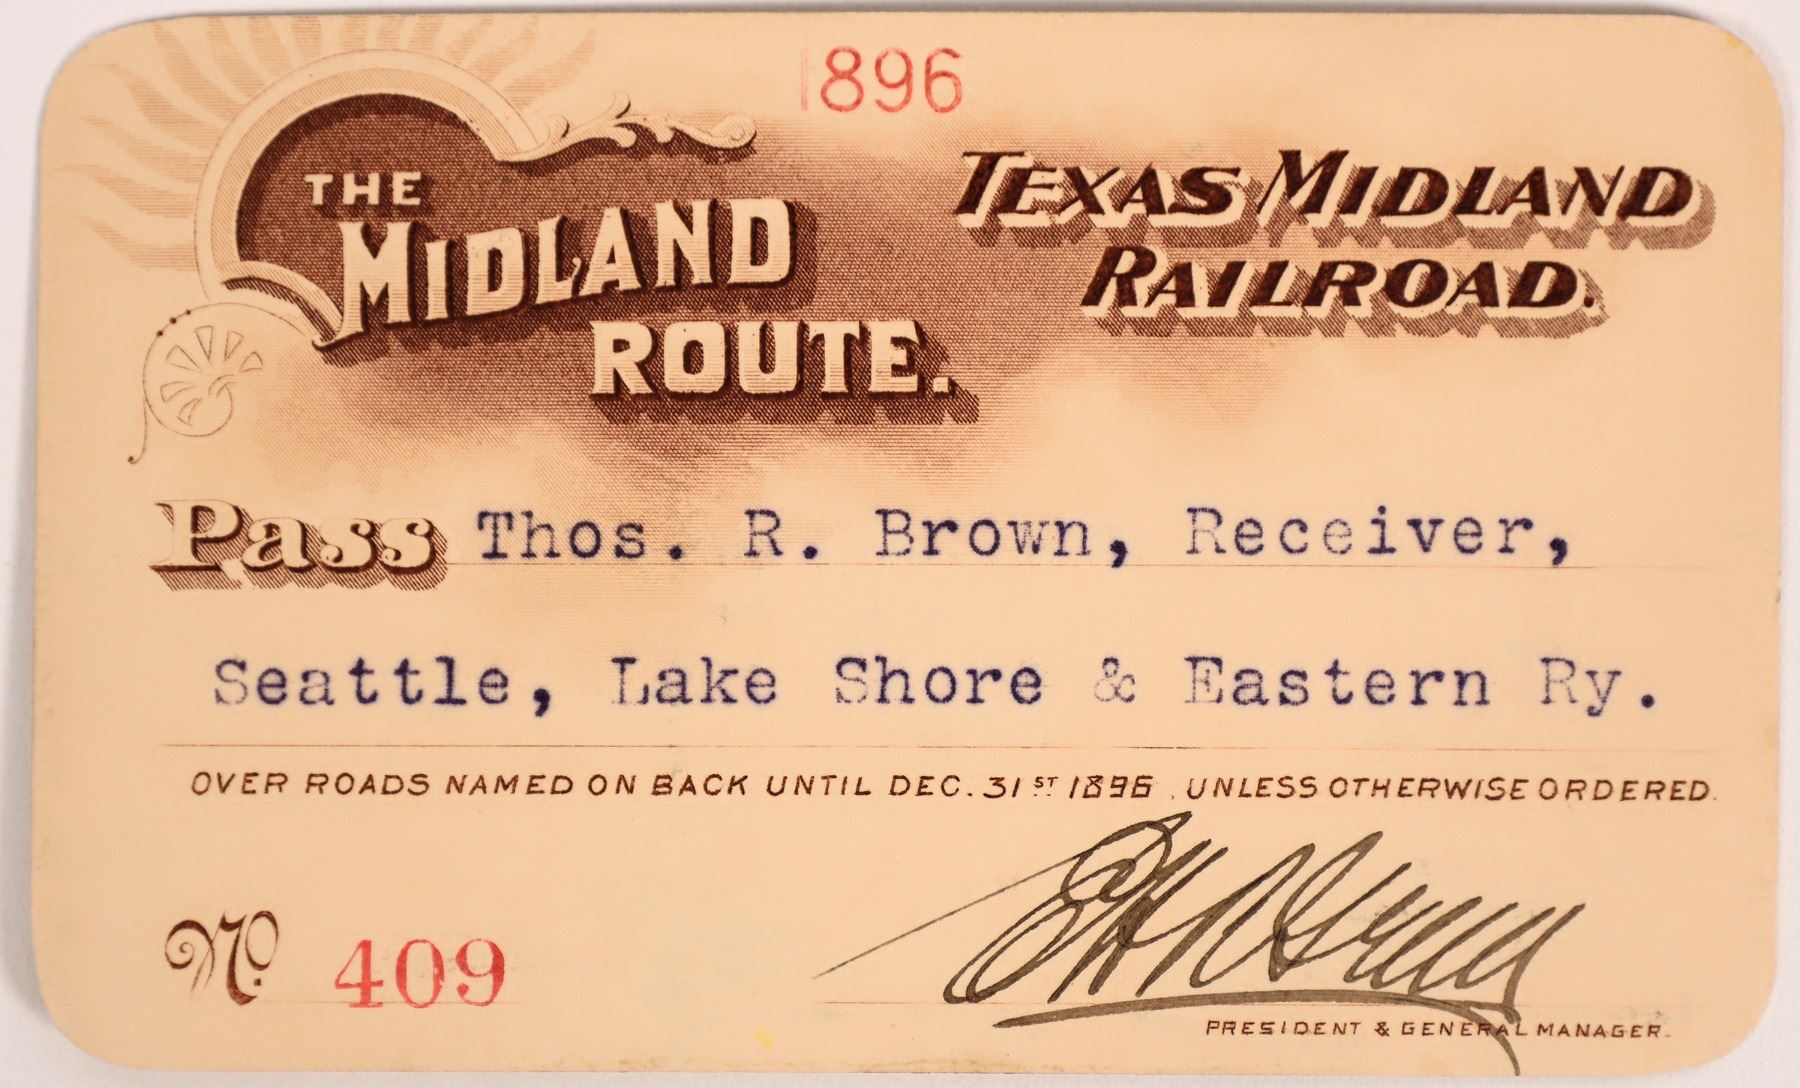 1896
THE
MIDLAND
ROUTE.
TEXAS MIDLAND
RAILROAD.
Pass Thos. R. Brown, Receiver,
Seattle, Lake Shore & Eastern Ry.
OVER ROADS NAMED ON BACK UNTIL DEC. 31ST 1896, UNLESS OTHERWISE ORDERED.
No. 409
E H R Green
PRESIDENT & GENERAL MANAGER.